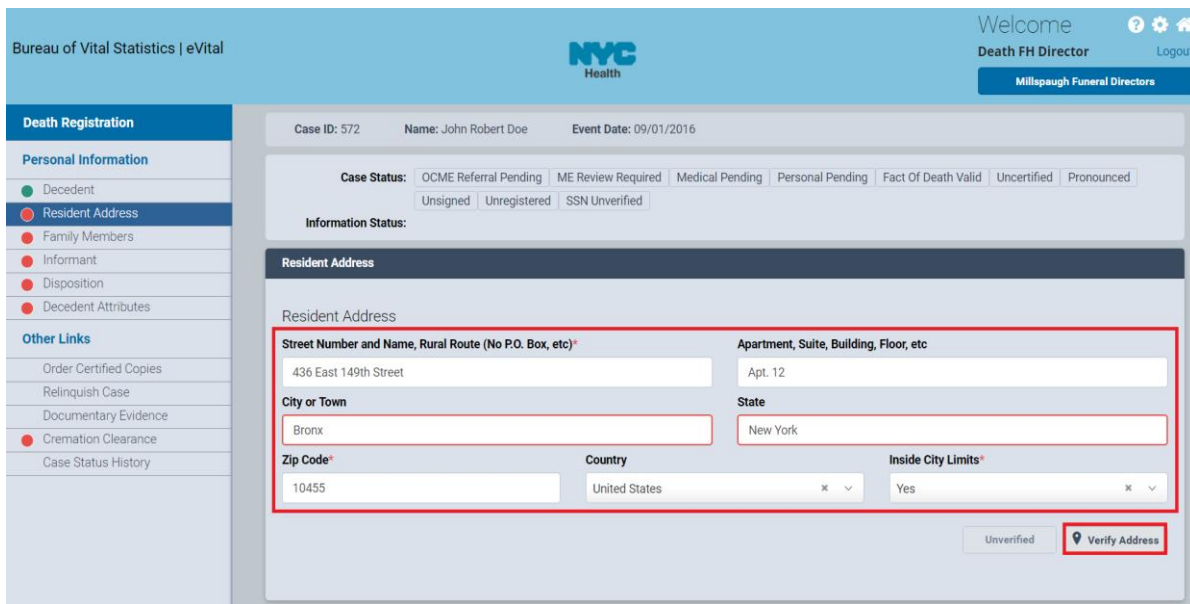 Bureau of Vital Statistics | eVital
NYC
Health
Welcome
Death FH Director
Logout
Millspaugh Funeral Directors
Death Registration
Personal Information
Decedent
Resident Address
Family Members
Informant
Disposition
Decedent Attributes
Other Links
Order Certified Copies
Relinquish Case
Documentary Evidence
Cremation Clearance
Case Status History
Case ID: 572 Name: John Robert Doe Event Date: 09/01/2016
Case Status: OCME Referral Pending ME Review Required Medical Pending Personal Pending Fact Of Death Valid Uncertified Pronounced
Unsigned Unregistered SSN Unverified
Information Status:
Resident Address
Resident Address
Street Number and Name, Rural Route (No P.O. Box, etc)* Apartment, Suite, Building, Floor, etc
436 East 149th Street Apt. 12
City or Town State
Bronx New York
Zip Code* Country Inside City Limits*
10455 United States Yes
Unverified Verify Address